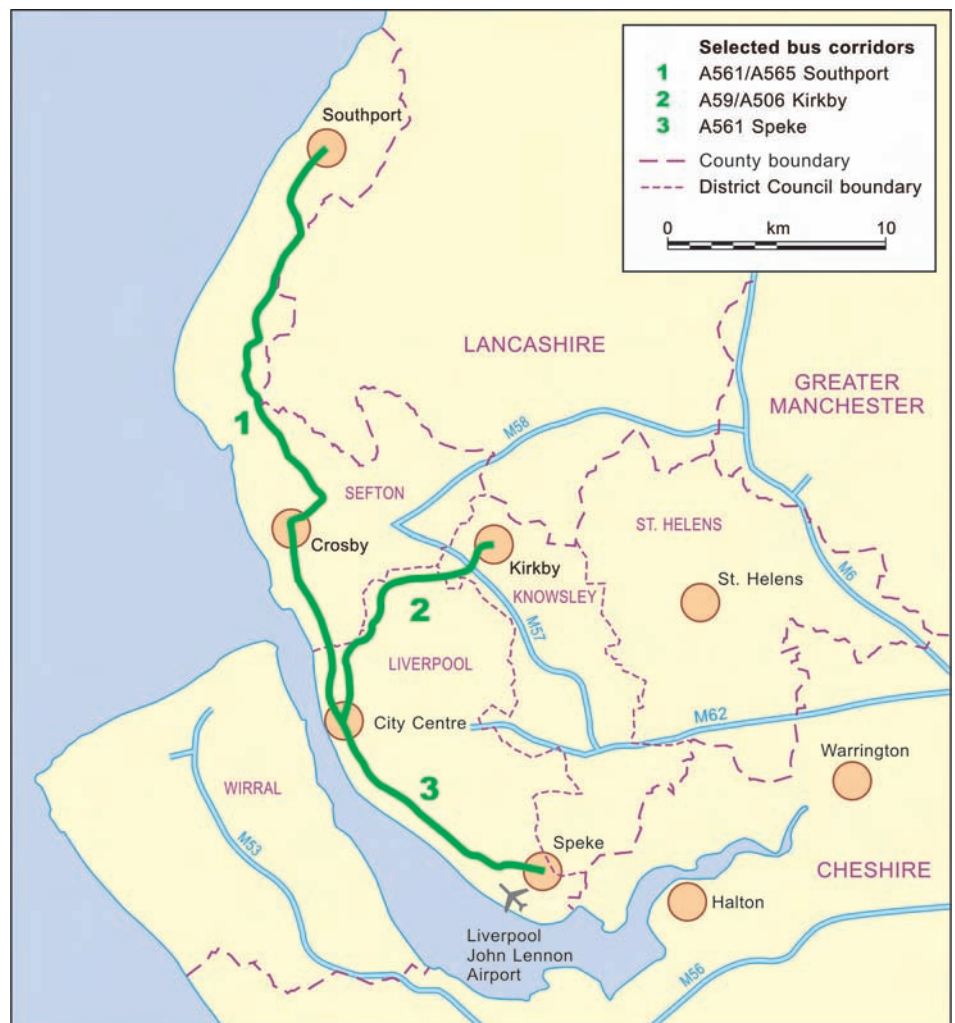 Selected bus corridors
1 A561/A565 Southport
2 A59/A506 Kirkby
3 A561 Speke
County boundary
District Council boundary
0 km 10
Southport
LANCASHIRE
GREATER
MANCHESTER
1
M58
SEFTON
ST. HELENS
Crosby
Kirkby
M6
St. Helens
KNOWSLEY
2
M57
LIVERPOOL
M62
City Centre
Warrington
3
WIRRAL
M53
Speke
CHESHIRE
Halton
Liverpool
John Lennon
Airport
M56